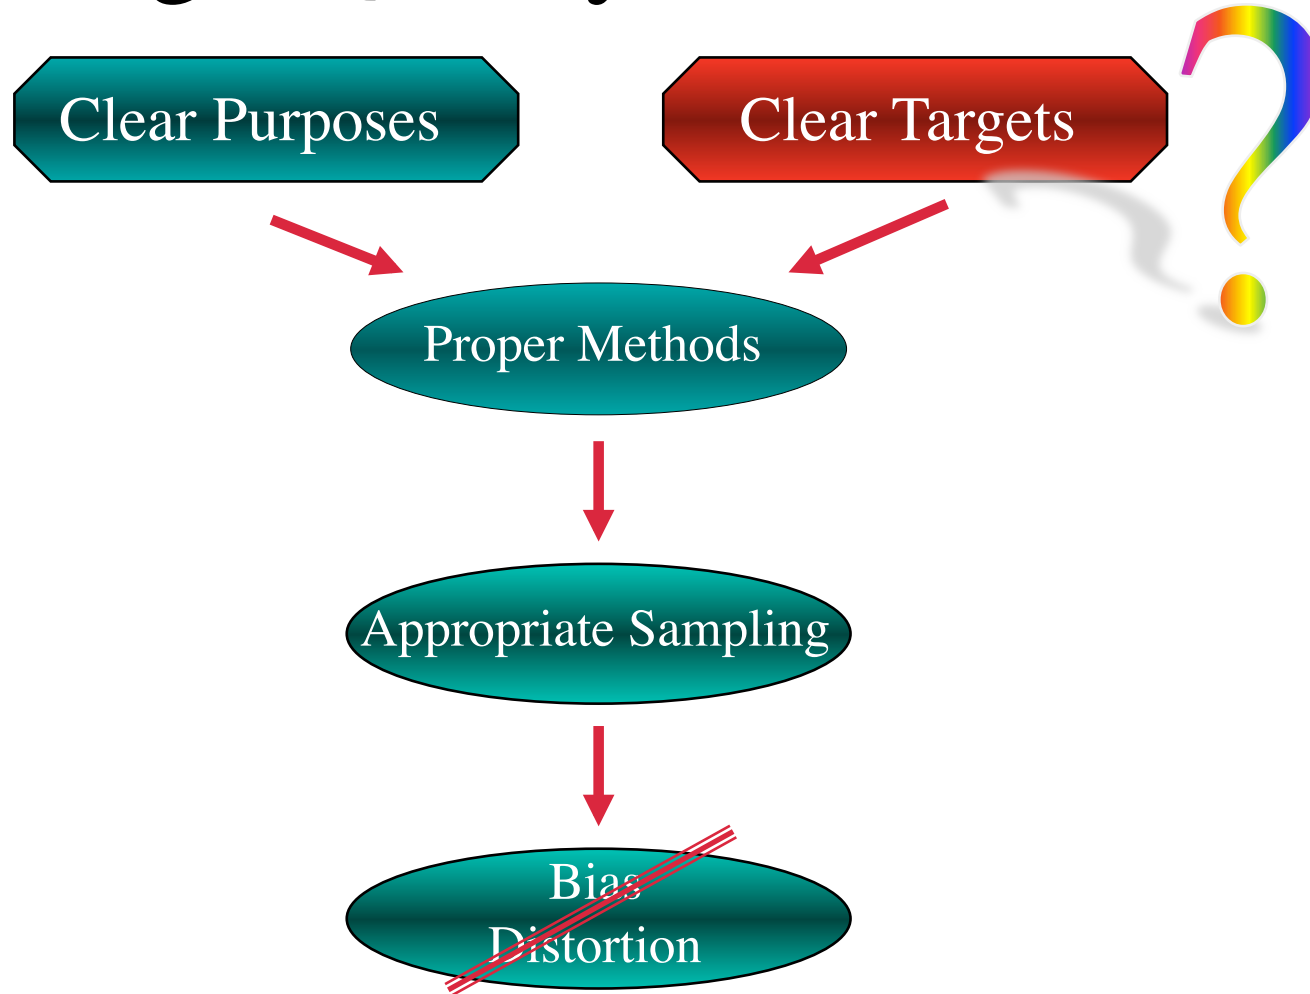 Clear Purposes
Clear Targets
?
Proper Methods
Appropriate Sampling
Bias
Distortion